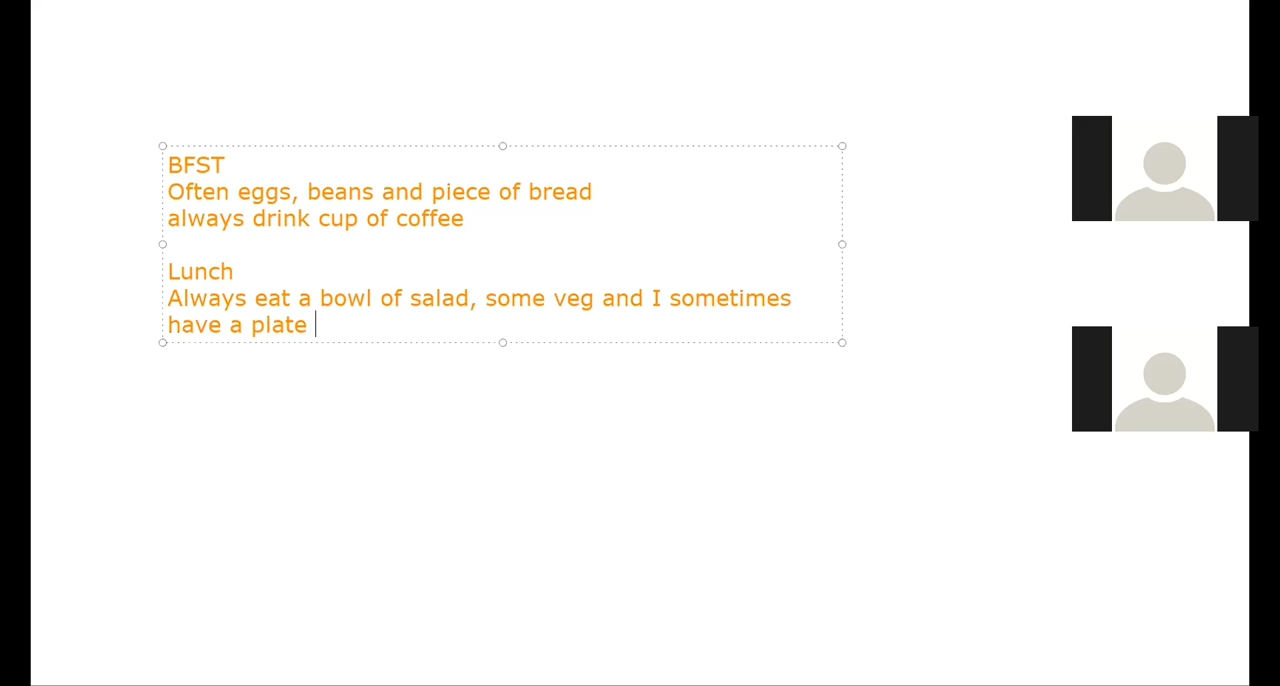 BFST
Often eggs, beans and piece of bread
always drink cup of coffee
Lunch
Always eat a bowl of salad, some veg and I sometimes
have a plate